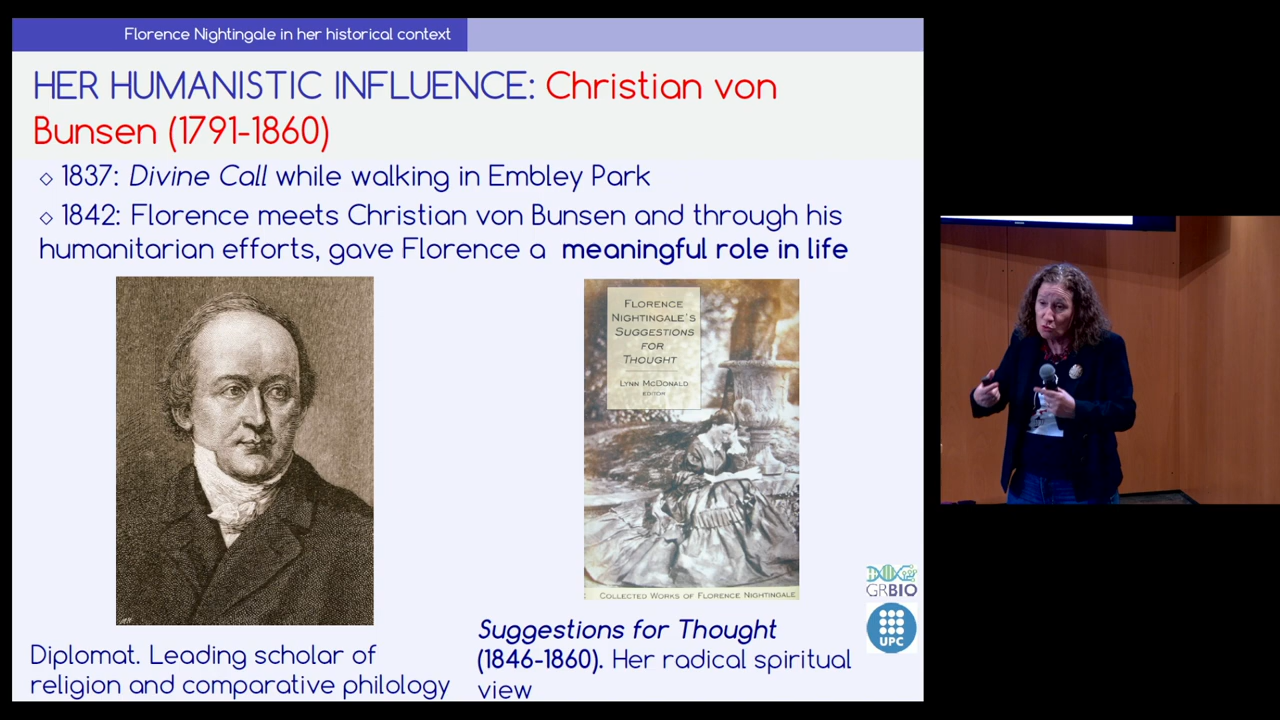 Florence Nightingale in her historical context
HER HUMANISTIC INFLUENCE: Christian von
Bunsen (1791-1860)
◇ 1837: Divine Call while walking in Embley Park
◇ 1842: Florence meets Christian von Bunsen and through his
humanitarian efforts, gave Florence a meaningful role in life
FLORENCE
NIGHTINGALE'S
SUGGESTIONS
FOR
THOUGHT
LYNN MCDONALD
EDITOR
COLLECTED WORKS OF FLORENCE NIGHTINGALE
Diplomat. Leading scholar of
religion and comparative philology
Suggestions for Thought
(1846-1860). Her radical spiritual
view
GRBIO
UPC